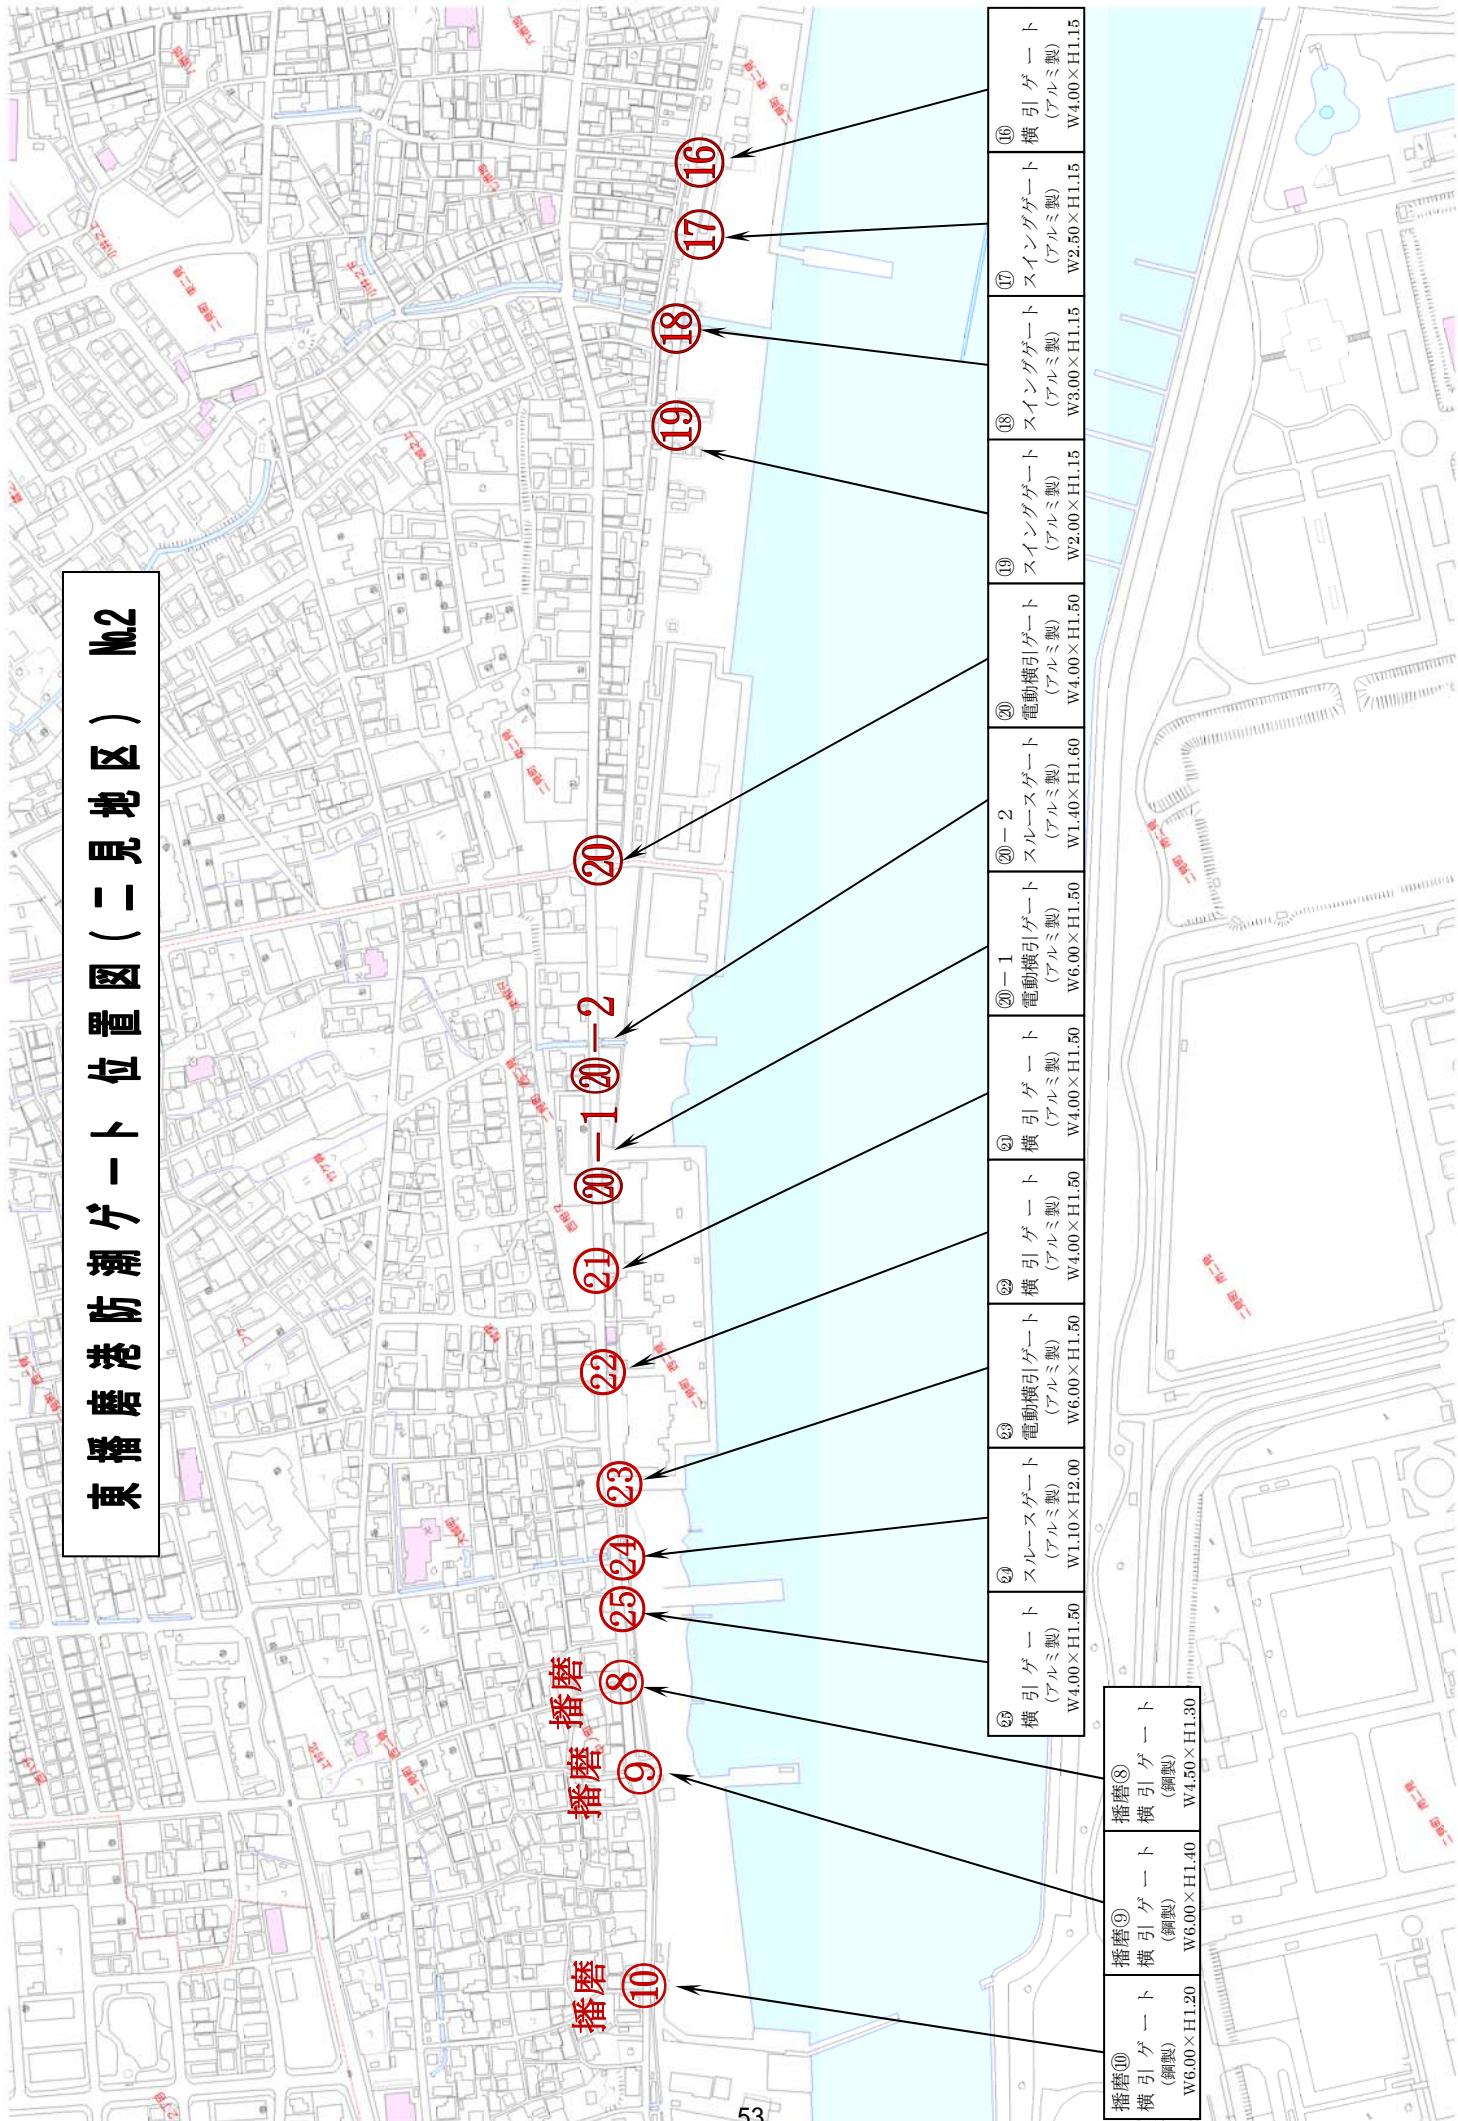 東播磨港防潮ゲート 位置図(二見地区) №2
播磨
⑩
播磨
⑨
播磨
⑧
㉕
㉔
㉓
㉒
㉑
⑳－1
⑳－2
⑳
⑲
⑱
⑰
⑯
㉕
横引ゲート
(アルミ製)
W4.00×H1.50
㉔
スルースゲート
(アルミ製)
W1.10×H2.00
㉓
電動横引ゲート
(アルミ製)
W6.00×H1.50
㉒
横引ゲート
(アルミ製)
W4.00×H1.50
㉑
横引ゲート
(アルミ製)
W4.00×H1.50
⑳－1
電動横引ゲート
(アルミ製)
W6.00×H1.50
⑳－2
スルースゲート
(アルミ製)
W1.40×H1.60
⑳
電動横引ゲート
(アルミ製)
W4.00×H1.50
⑲
スイングゲート
(アルミ製)
W2.00×H1.15
⑱
スイングゲート
(アルミ製)
W3.00×H1.15
⑰
スイングゲート
(アルミ製)
W2.50×H1.15
⑯
横引ゲート
(アルミ製)
W4.00×H1.15
播磨⑩
横引ゲート
(鋼製)
W6.00×H1.20
播磨⑨
横引ゲート
(鋼製)
W6.00×H1.40
播磨⑧
横引ゲート
(鋼製)
W4.50×H1.30
53